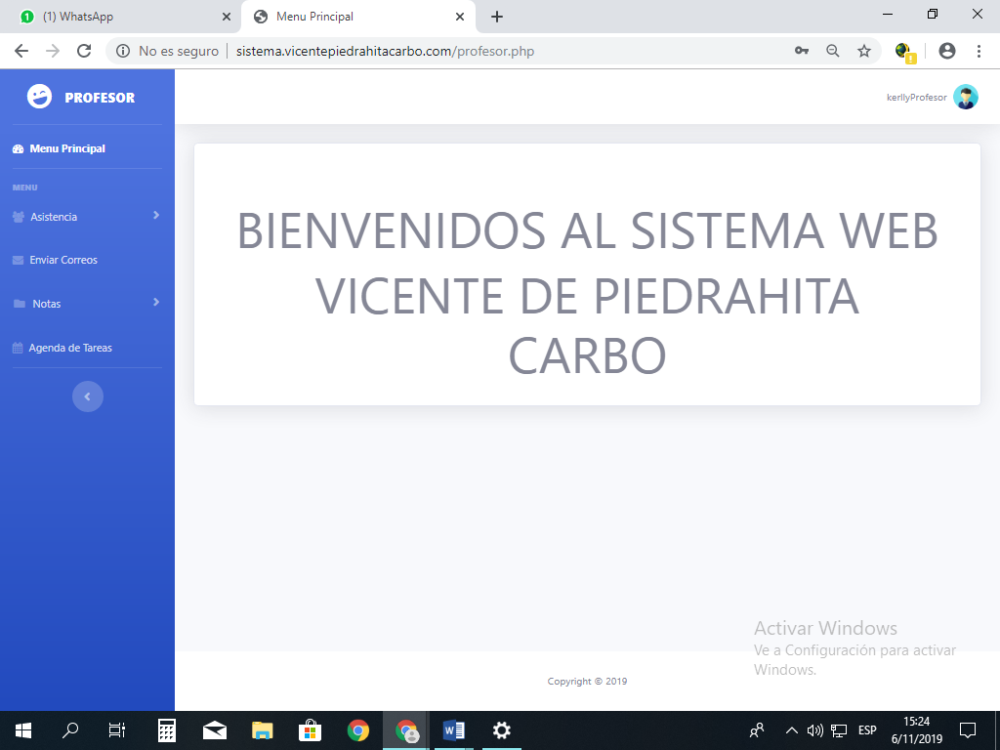 (1) WhatsApp
Menu Principal
No es seguro
sistema.vicentepiedrahitacarbo.com/profesor.php
PROFESOR
kerllyProfesor
Menu Principal
MENU
Asistencia
Enviar Correos
Notas
Agenda de Tareas
BIENVENIDOS AL SISTEMA WEB
VICENTE DE PIEDRAHITA
CARBO
Activar Windows
Ve a Configuración para activar
Windows.
Copyright © 2019
ESP
15:24
6/11/2019